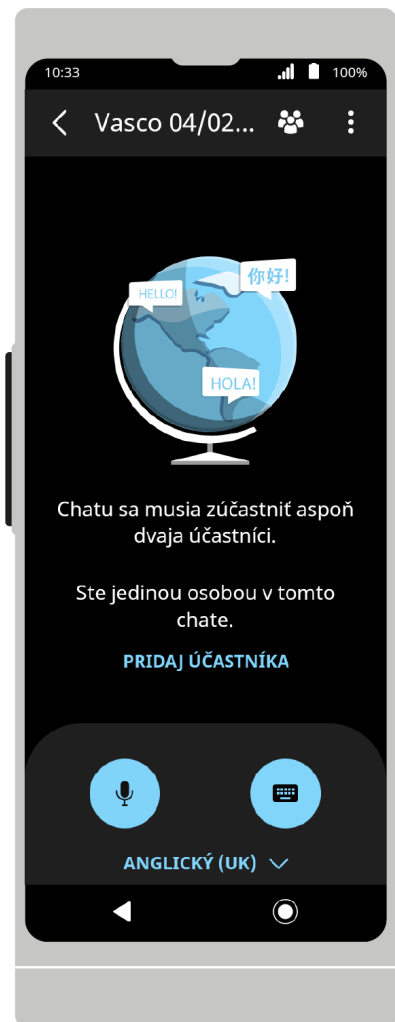 10:33
100%
Vasco 04/02...
HELLO!
你好!
HOLA!
Chatu sa musia zúčastniť aspoň
dvaja účastníci.
Ste jedinou osobou v tomto
chate.
PRIDAJ ÚČASTNÍKA
ANGLICKÝ (UK)